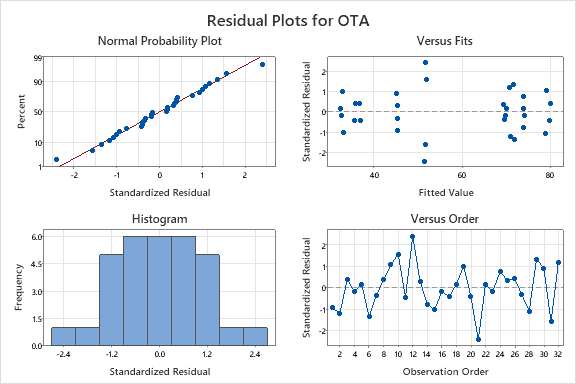 Residual Plots for OTA
Normal Probability Plot
99
90
50
10
1
Percent
-2 -1 0 1 2
Standardized Residual
Versus Fits
2
1
0
-1
-2
Standardized Residual
40 60 80
Fitted Value
Histogram
6.0
4.5
3.0
1.5
0.0
Frequency
-2.4 -1.2 0.0 1.2 2.4
Standardized Residual
Versus Order
2
1
0
-1
-2
Standardized Residual
2 4 6 8 10 12 14 16 18 20 22 24 26 28 30 32
Observation Order